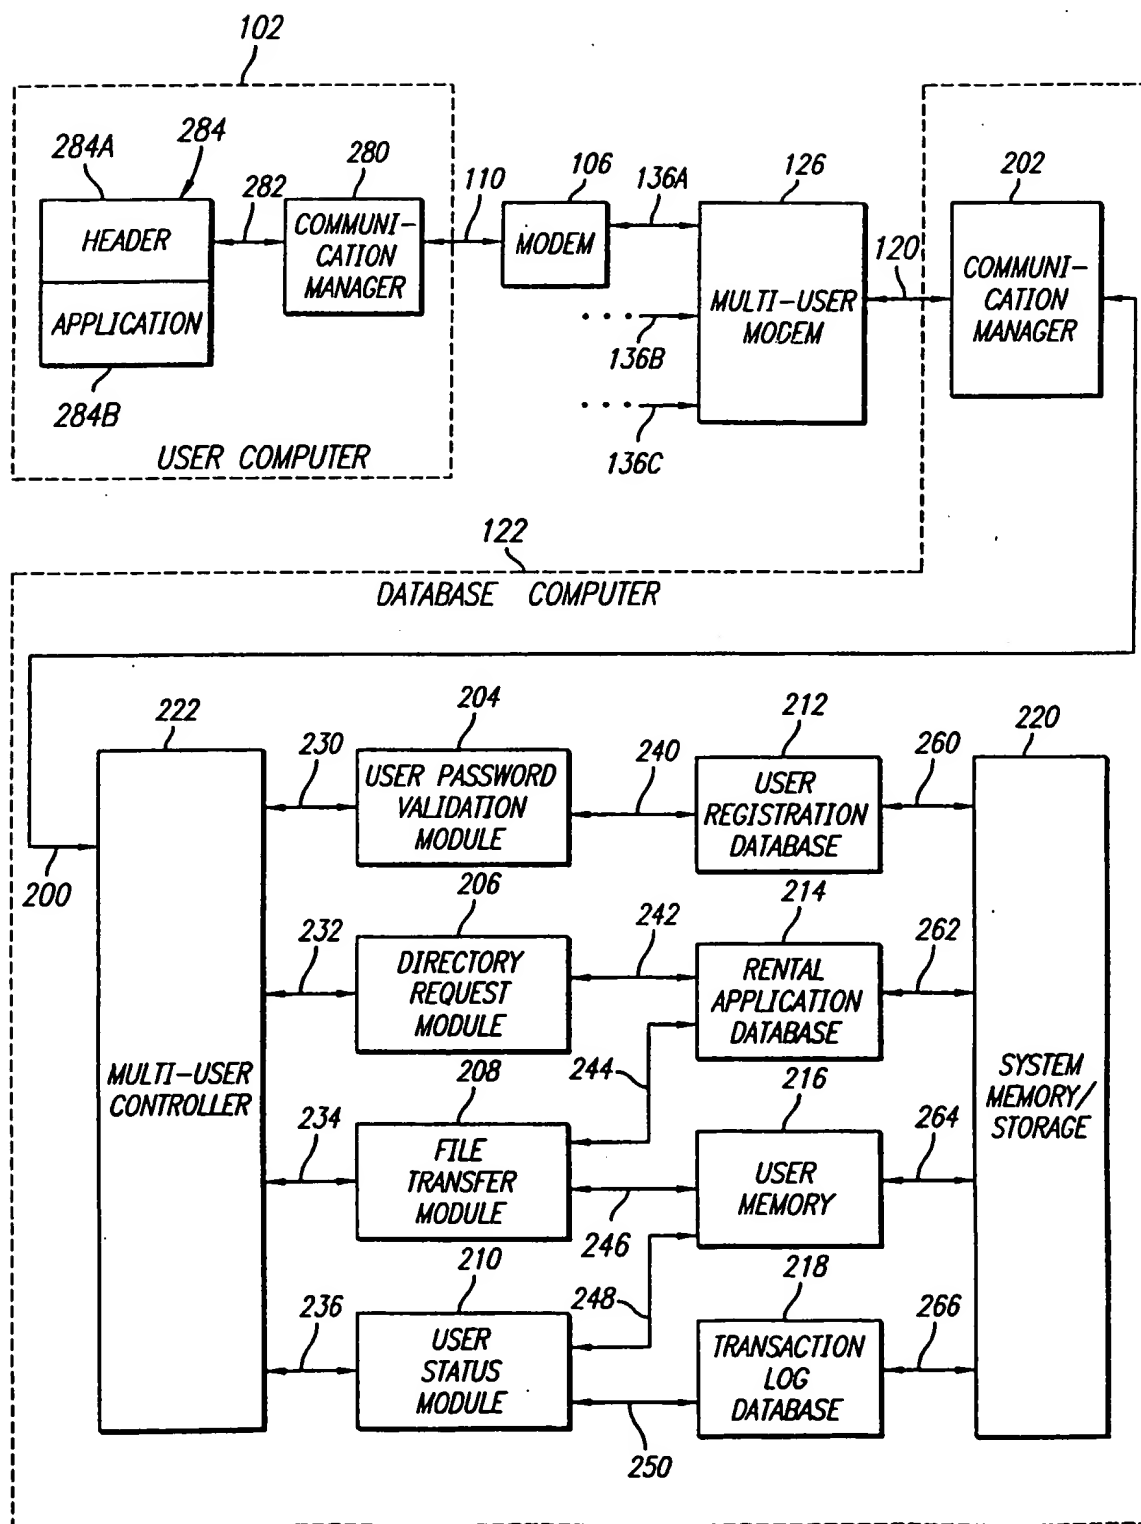 102
284A
284
282
280
110
106
136A
126
202
HEADER
APPLICATION
COMMUNI-
CATION
MANAGER
MODEM
MULTI-USER
MODEM
120
COMMUNI-
CATION
MANAGER
136B
136C
284B
USER COMPUTER
122
DATABASE COMPUTER
222
230
204
240
212
260
220
USER PASSWORD
VALIDATION
MODULE
USER
REGISTRATION
DATABASE
200
232
206
242
214
262
DIRECTORY
REQUEST
MODULE
RENTAL
APPLICATION
DATABASE
MULTI-USER
CONTROLLER
SYSTEM
MEMORY/
STORAGE
234
208
244
216
264
FILE
TRANSFER
MODULE
USER
MEMORY
246
236
210
248
218
266
USER
STATUS
MODULE
TRANSACTION
LOG
DATABASE
250